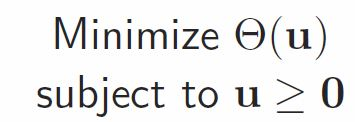 Minimize Θ(𝐮)
subject to 𝐮 ≥ 𝟎